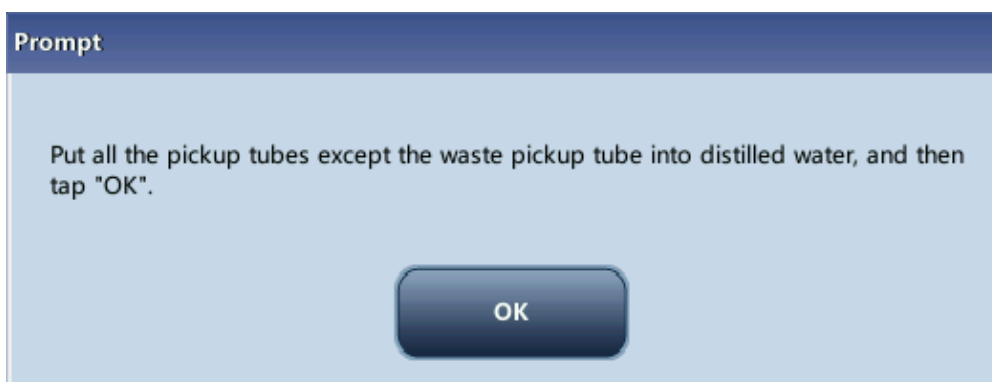 Prompt
Put all the pickup tubes except the waste pickup tube into distilled water, and then
tap "OK".
OK